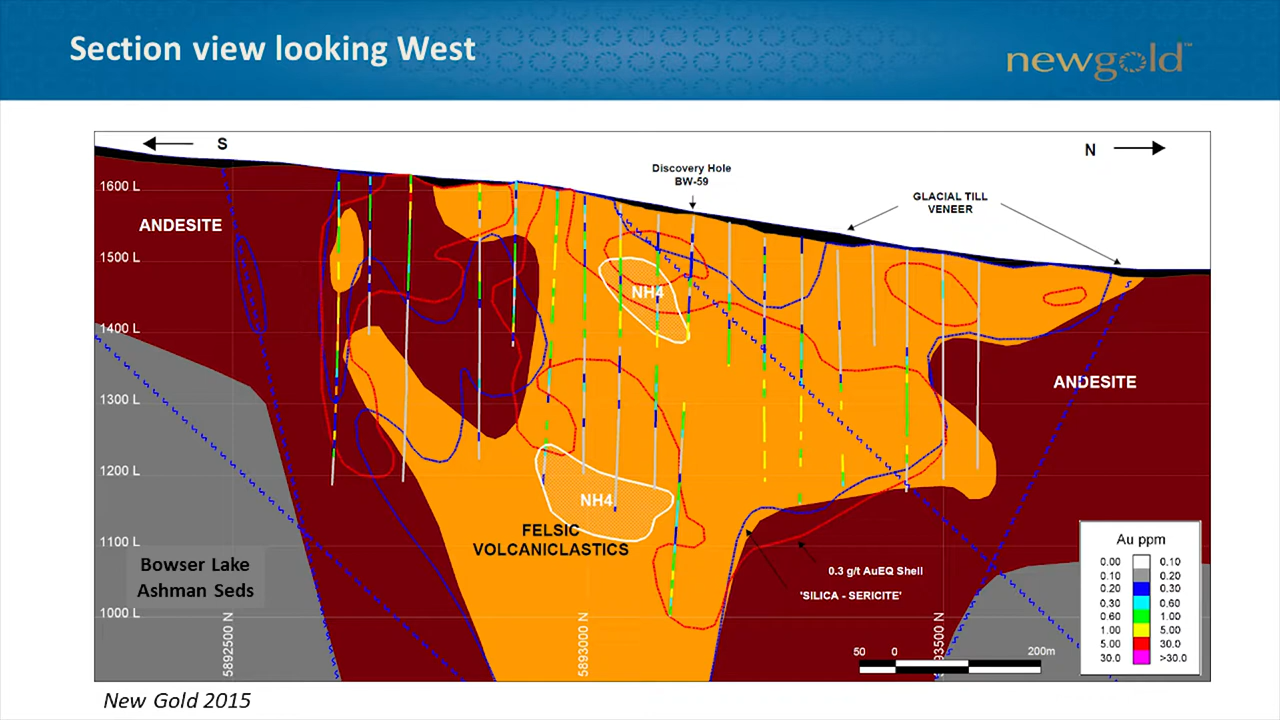 Section view looking West
newgold™
S
N
Discovery Hole
BW-59
GLACIAL TILL
VENEER
1600 L
ANDESITE
1500 L
NH4
1400 L
ANDESITE
1300 L
1200 L
NH4
FELSIC
VOLCANICLASTICS
1100 L
Bowser Lake
Ashman Seds
0.3 g/t AuEQ Shell
'SILICA - SERICITE'
1000 L
5892500 N
5893000 N
5893500 N
50 0 200m
Au ppm
0.00 0.10
0.10 0.20
0.20 0.30
0.30 0.60
0.60 1.00
1.00 5.00
5.00 30.0
30.0 >30.0
New Gold 2015